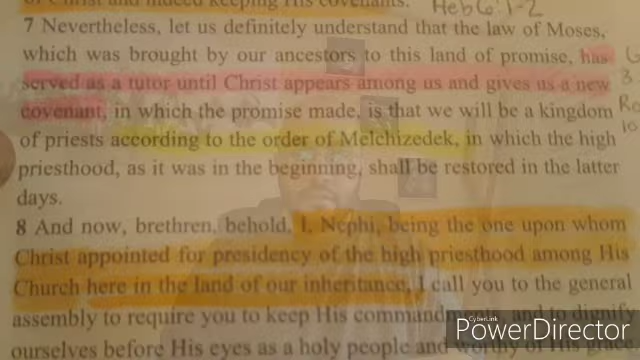 of Christ and indeed keeping His covenants. Heb 6:1-2
7 Nevertheless, let us definitely understand that the law of Moses,
which was brought by our ancestors to this land of promise, has
served as a tutor until Christ appears among us and gives us a new
covenant, in which the promise made, is that we will be a kingdom
of priests according to the order of Melchizedek, in which the high
priesthood, as it was in the beginning, shall be restored in the latter
days.
8 And now, brethren, behold, I, Nephi, being the one upon whom
Christ appointed for presidency of the high priesthood among His
Church here in the land of our inheritance, I call you to the general
assembly to require you to keep His and to dignify
ourselves before His eyes as a holy people and worthy of His
CyberLink
PowerDirector